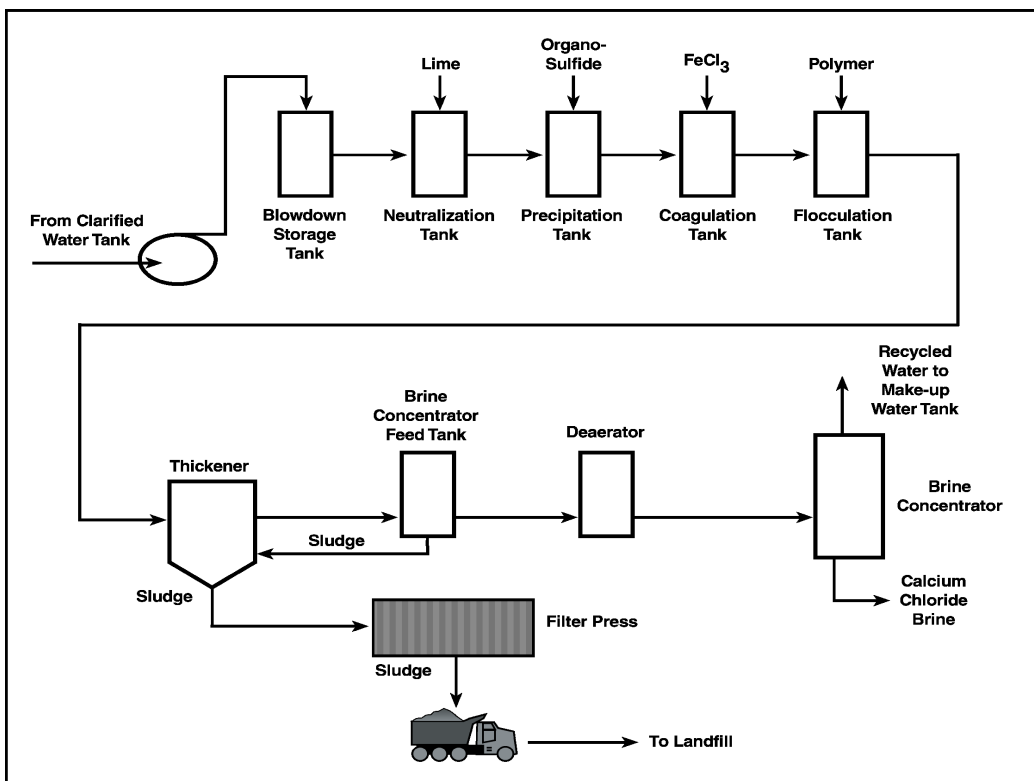 Lime
Organo-
Sulfide
FeCl3
Polymer
From Clarified
Water Tank
Blowdown
Storage
Tank
Neutralization
Tank
Precipitation
Tank
Coagulation
Tank
Flocculation
Tank
Recycled
Water to
Make-up
Water Tank
Thickener
Brine
Concentrator
Feed Tank
Deaerator
Brine
Concentrator
Sludge
Sludge
Calcium
Chloride
Brine
Filter Press
Sludge
To Landfill